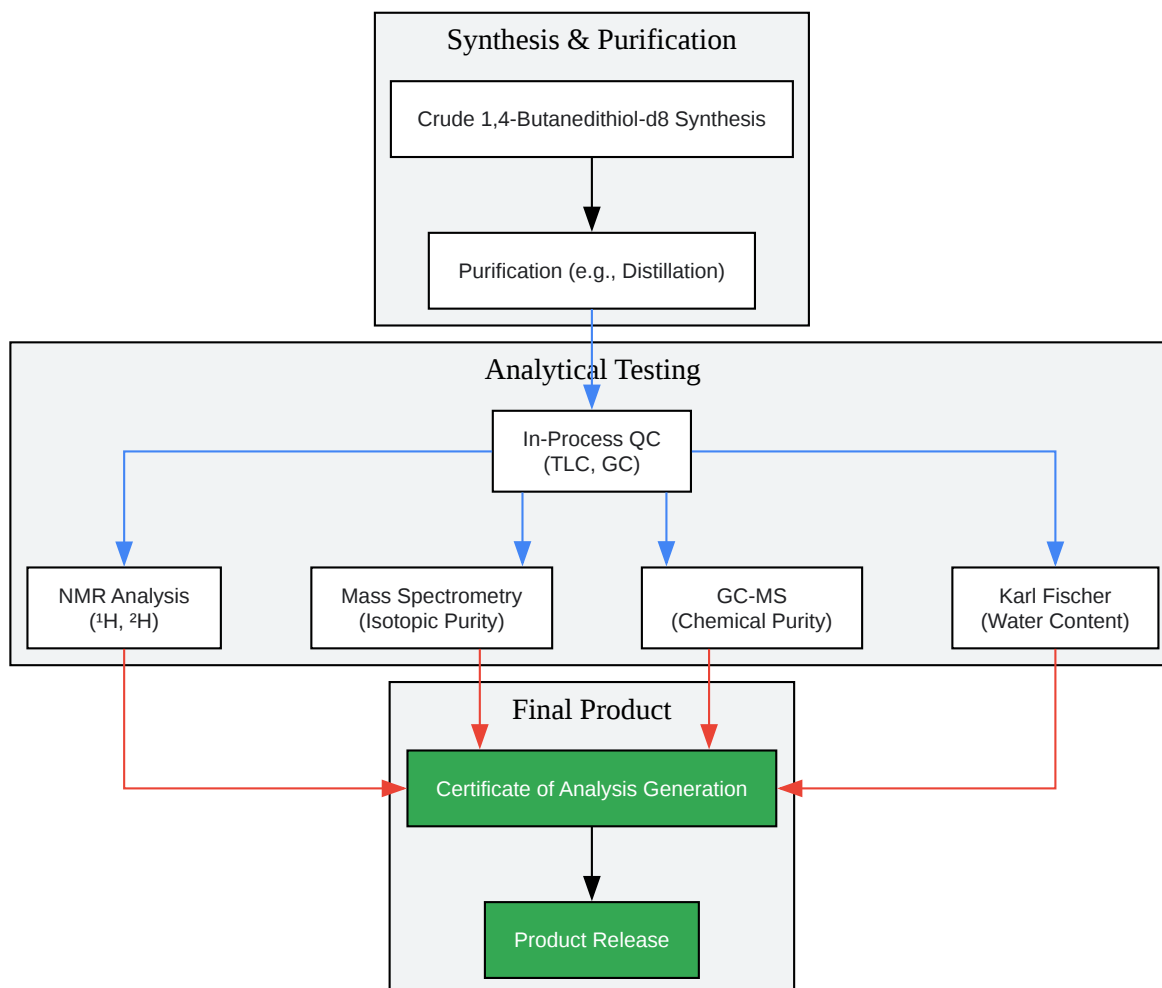 Synthesis & Purification
Crude 1,4-Butanedithiol-d8 Synthesis
Purification (e.g., Distillation)
Analytical Testing
In-Process QC
(TLC, GC)
NMR Analysis
(¹H, ²H)
Mass Spectrometry
(Isotopic Purity)
GC-MS
(Chemical Purity)
Karl Fischer
(Water Content)
Final Product
Certificate of Analysis Generation
Product Release